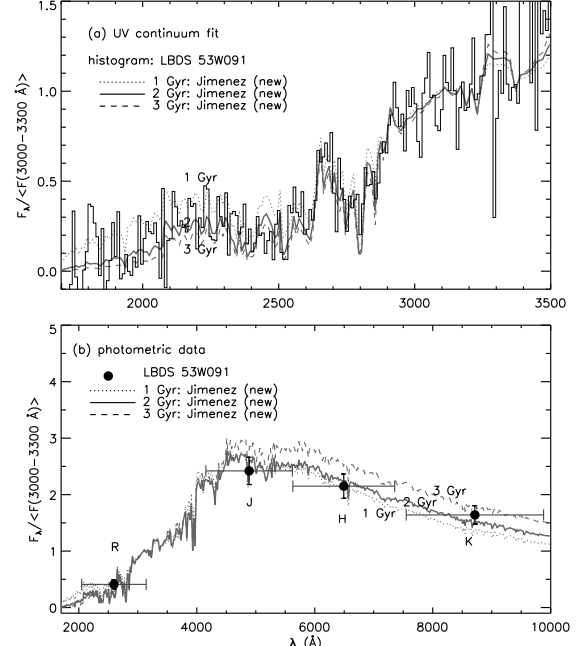 1.5
(a) UV continuum fit
histogram: LBDS 53W091
1 Gyr: Jimenez (new)
2 Gyr: Jimenez (new)
3 Gyr: Jimenez (new)
1.0
0.5
0.0
Fλ/<F(3000-3300 Å)>
1 Gyr
2
3 Gyr
2000 2500 3000 3500
5
(b) photometric data
LBDS 53W091
1 Gyr: Jimenez (new)
2 Gyr: Jimenez (new)
3 Gyr: Jimenez (new)
4
3
2
1
0
Fλ/<F(3000-3300 Å)>
3 Gyr
2 Gyr
1 Gyr
R
J
H
K
2000 4000 6000 8000 10000
λ (Å)